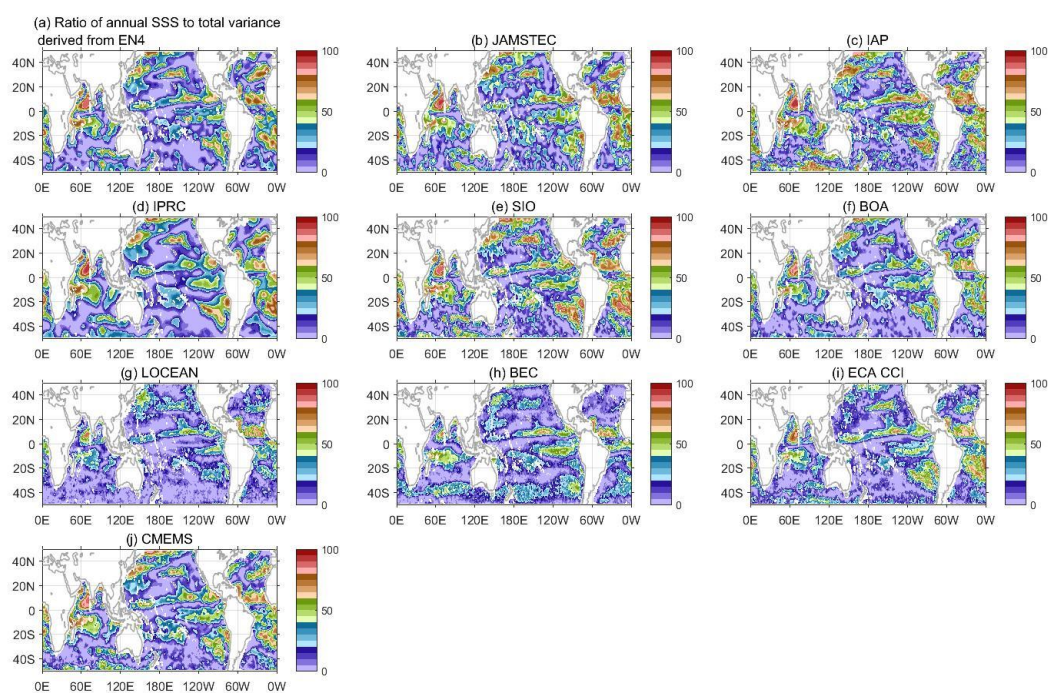 (a) Ratio of annual SSS to total variance
derived from EN4
(b) JAMSTEC
(c) IAP
40N
20N
0
20S
40S
0E 60E 120E 180E 120W 60W 0W
100
50
0
40N
20N
0
20S
40S
0E 60E 120E 180E 120W 60W 0W
100
50
0
40N
20N
0
20S
40S
0E 60E 120E 180E 120W 60W 0W
100
50
0
(d) IPRC
(e) SIO
(f) BOA
40N
20N
0
20S
40S
0E 60E 120E 180E 120W 60W 0W
100
50
0
40N
20N
0
20S
40S
0E 60E 120E 180E 120W 60W 0W
100
50
0
40N
20N
0
20S
40S
0E 60E 120E 180E 120W 60W 0W
100
50
0
(g) LOCEAN
(h) BEC
(i) ECA CCI
40N
20N
0
20S
40S
0E 60E 120E 180E 120W 60W 0W
100
50
0
40N
20N
0
20S
40S
0E 60E 120E 180E 120W 60W 0W
100
50
0
40N
20N
0
20S
40S
0E 60E 120E 180E 120W 60W 0W
100
50
0
(j) CMEMS
40N
20N
0
20S
40S
0E 60E 120E 180E 120W 60W 0W
100
50
0